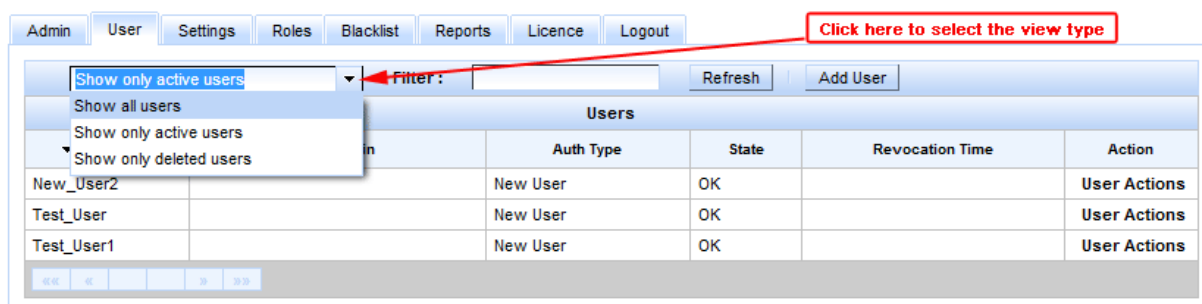 Admin User Settings Roles Blacklist Reports Licence Logout
Click here to select the view type
Show only active users Filter : Refresh Add User
Show all users
Show only active users
Show only deleted users
Users
in Auth Type State Revocation Time Action
New_User2 New User OK User Actions
Test_User New User OK User Actions
Test_User1 New User OK User Actions
«« « » »»